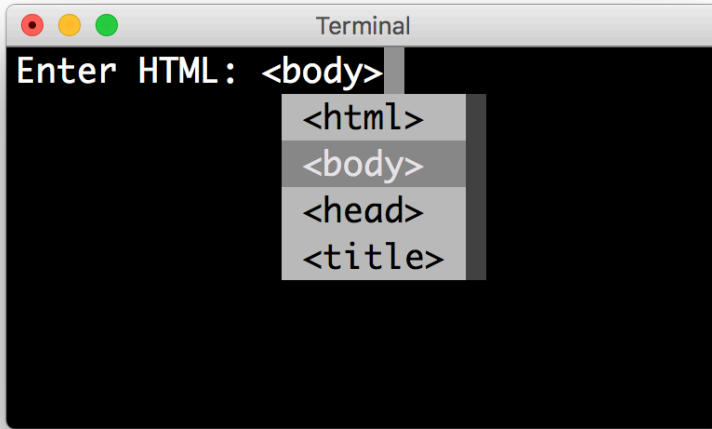 Terminal
Enter HTML: <body>
<html>
<body>
<head>
<title>